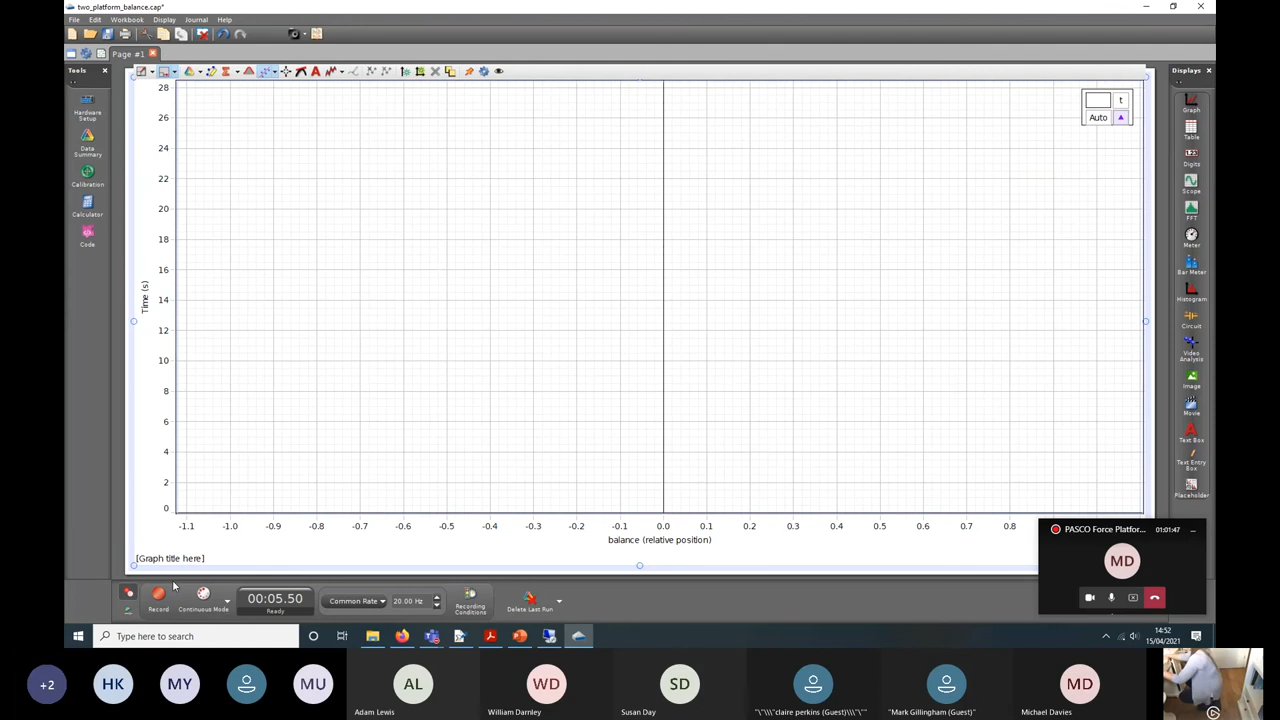 two_platform_balance.cap*
File Edit Workbook Display Journal Help
Page #1
Tools
Displays
Hardware
Setup
Data
Summary
Calibration
Calculator
Code
28
26
24
22
20
18
16
14
12
10
8
6
4
2
0
Time (s)
t
Auto
-1.1 -1.0 -0.9 -0.8 -0.7 -0.6 -0.5 -0.4 -0.3 -0.2 -0.1 0.0 0.1 0.2 0.3 0.4 0.5 0.6 0.7 0.8
balance (relative position)
[Graph title here]
Graph
Table
1.23
Digits
Scope
FFT
Meter
Bar Meter
Histogram
Circuit
Video
Analysis
Image
Movie
Text Box
Text Entry
Box
Placeholder
PASCO Force Platfor... 01:01:47
MD
Record
Continuous Mode
00:05.50
Ready
Common Rate 20.00 Hz
Recording
Conditions
Delete Last Run
Type here to search
14:52
15/04/2021
+2 HK MY MU AL WD SD MD
Adam Lewis
William Darnley
Susan Day
"\"\\\"claire perkins (Guest)\\\"\"
"Mark Gillingham (Guest)"
Michael Davies